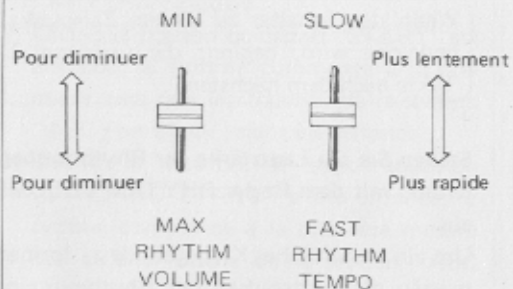 MIN SLOW
Pour diminuer Plus lentement
Pour diminuer Plus rapide
MAX FAST
RHYTHM RHYTHM
VOLUME TEMPO